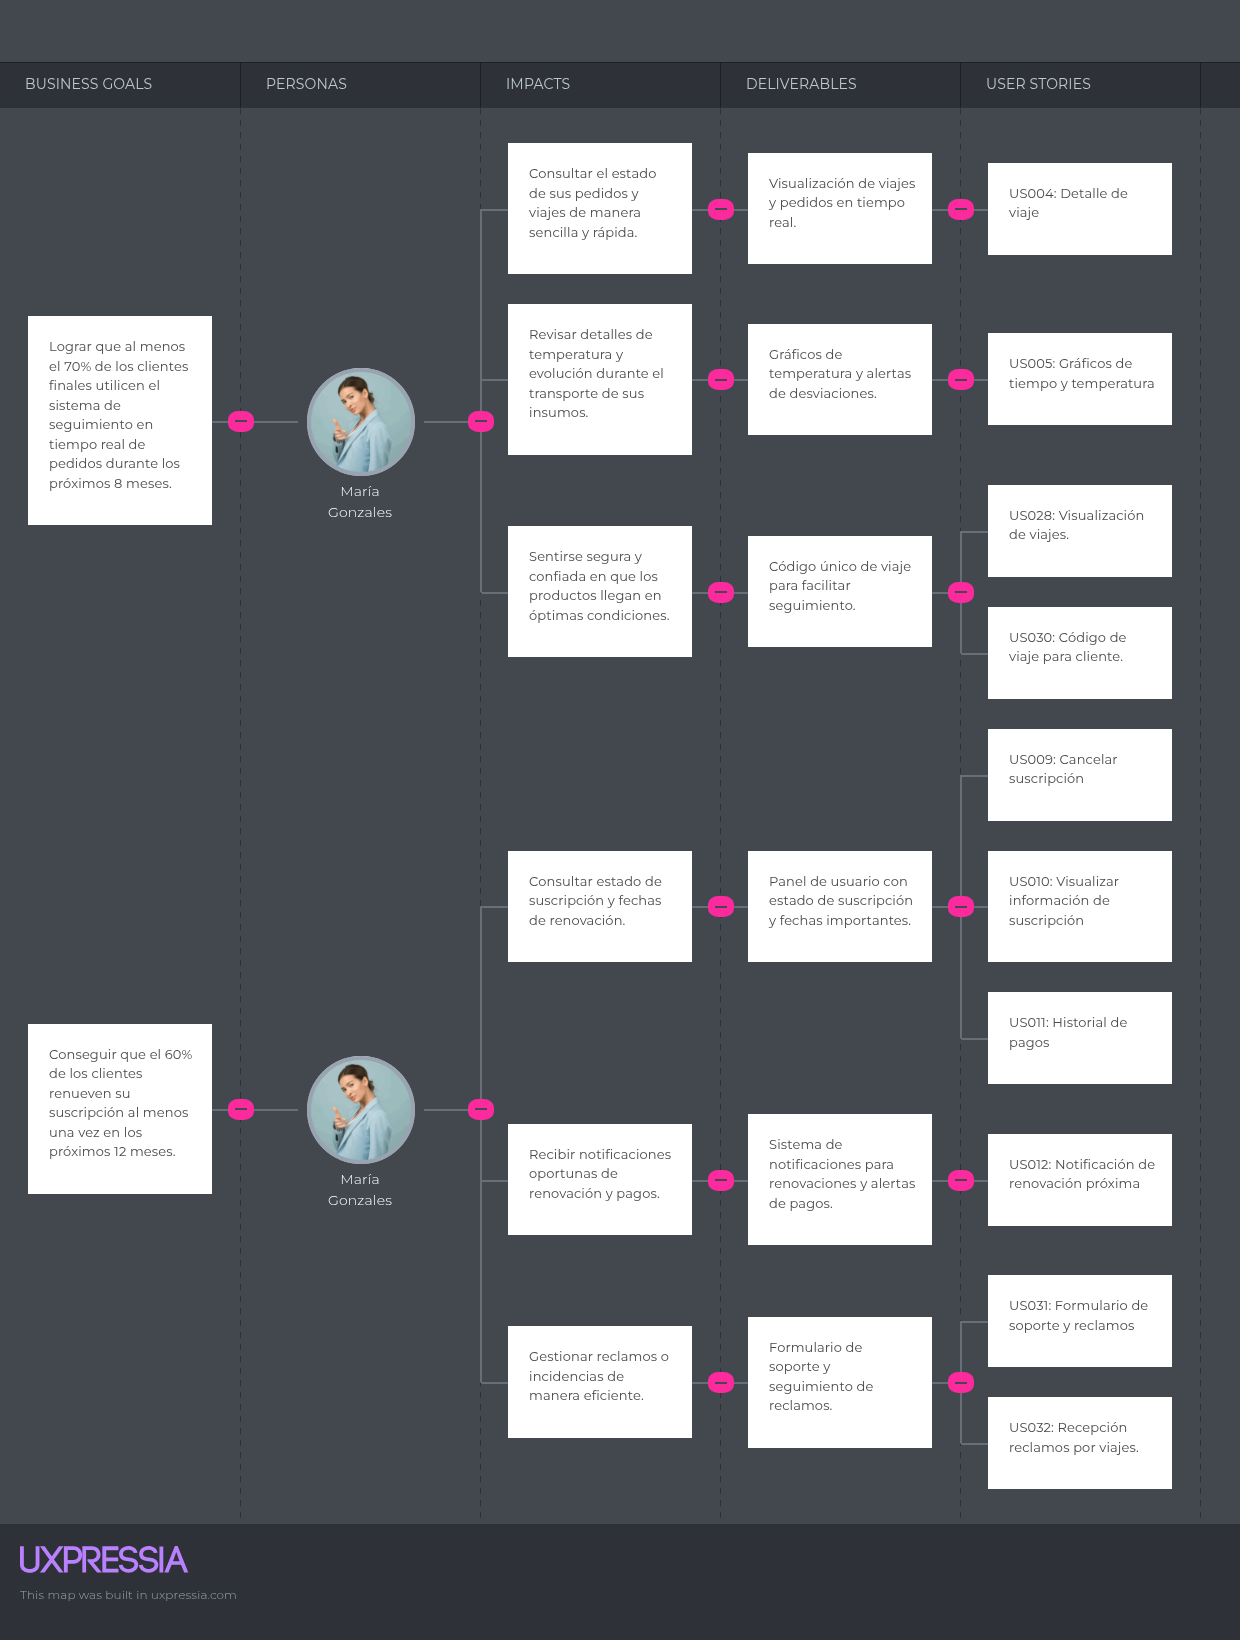 BUSINESS GOALS
PERSONAS
IMPACTS
DELIVERABLES
USER STORIES
Lograr que al menos
el 70% de los clientes
finales utilicen el
sistema de
seguimiento en
tiempo real de
pedidos durante los
próximos 8 meses.
María
Gonzales
Consultar el estado
de sus pedidos y
viajes de manera
sencilla y rápida.
Visualización de viajes
y pedidos en tiempo
real.
US004: Detalle de
viaje
Revisar detalles de
temperatura y
evolución durante el
transporte de sus
insumos.
Gráficos de
temperatura y alertas
de desviaciones.
US005: Gráficos de
tiempo y temperatura
Sentirse segura y
confiada en que los
productos llegan en
óptimas condiciones.
Código único de viaje
para facilitar
seguimiento.
US028: Visualización
de viajes.
US030: Código de
viaje para cliente.
Conseguir que el 60%
de los clientes
renueven su
suscripción al menos
una vez en los
próximos 12 meses.
María
Gonzales
Consultar estado de
suscripción y fechas
de renovación.
Panel de usuario con
estado de suscripción
y fechas importantes.
US009: Cancelar
suscripción
US010: Visualizar
información de
suscripción
US011: Historial de
pagos
Recibir notificaciones
oportunas de
renovación y pagos.
Sistema de
notificaciones para
renovaciones y alertas
de pagos.
US012: Notificación de
renovación próxima
Gestionar reclamos o
incidencias de
manera eficiente.
Formulario de
soporte y
seguimiento de
reclamos.
US031: Formulario de
soporte y reclamos
US032: Recepción
reclamos por viajes.
UXPRESSIA
This map was built in uxpressia.com